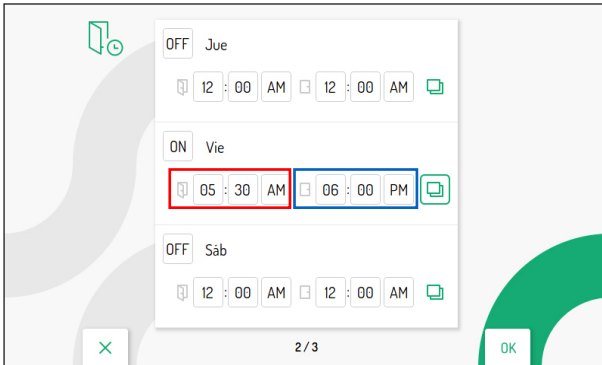 OFF Jue
12 : 00 AM 12 : 00 AM
ON Vie
05 : 30 AM 06 : 00 PM
OFF Sáb
12 : 00 AM 12 : 00 AM
2/3
OK